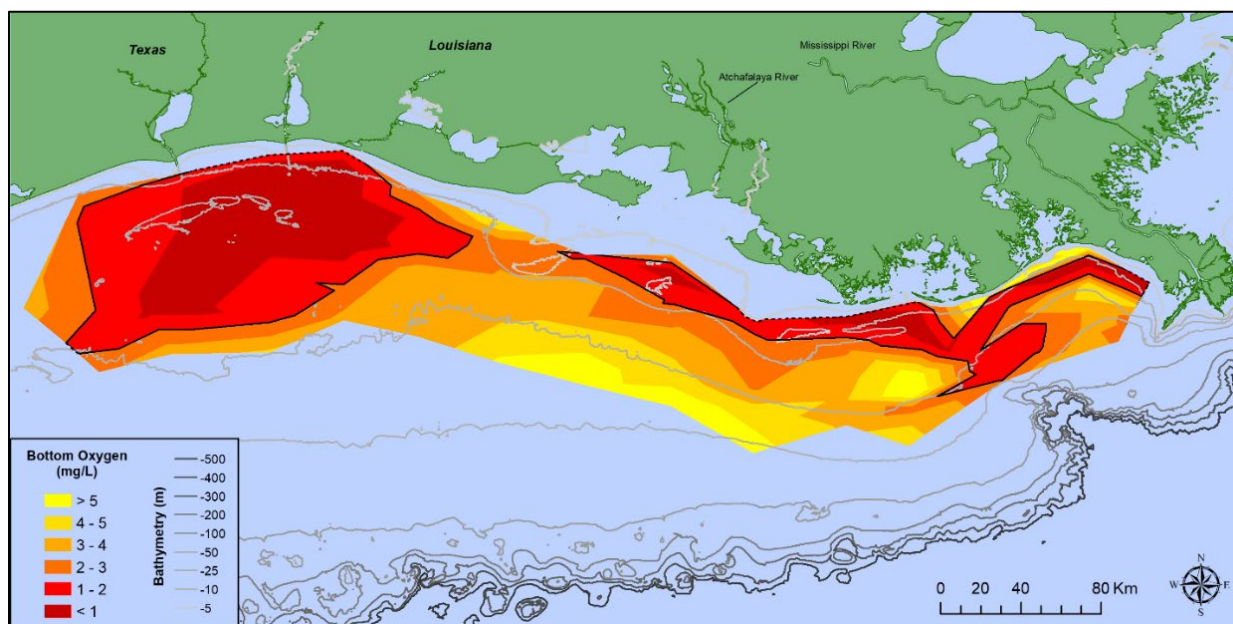 Texas
Louisiana
Mississippi River
Atchafalaya River
Bottom Oxygen
(mg/L)
> 5
4 - 5
3 - 4
2 - 3
1 - 2
< 1
Bathymetry (m)
-500
-400
-300
-200
-100
-50
-25
-10
-5
0 20 40 80 Km
N
W E
S